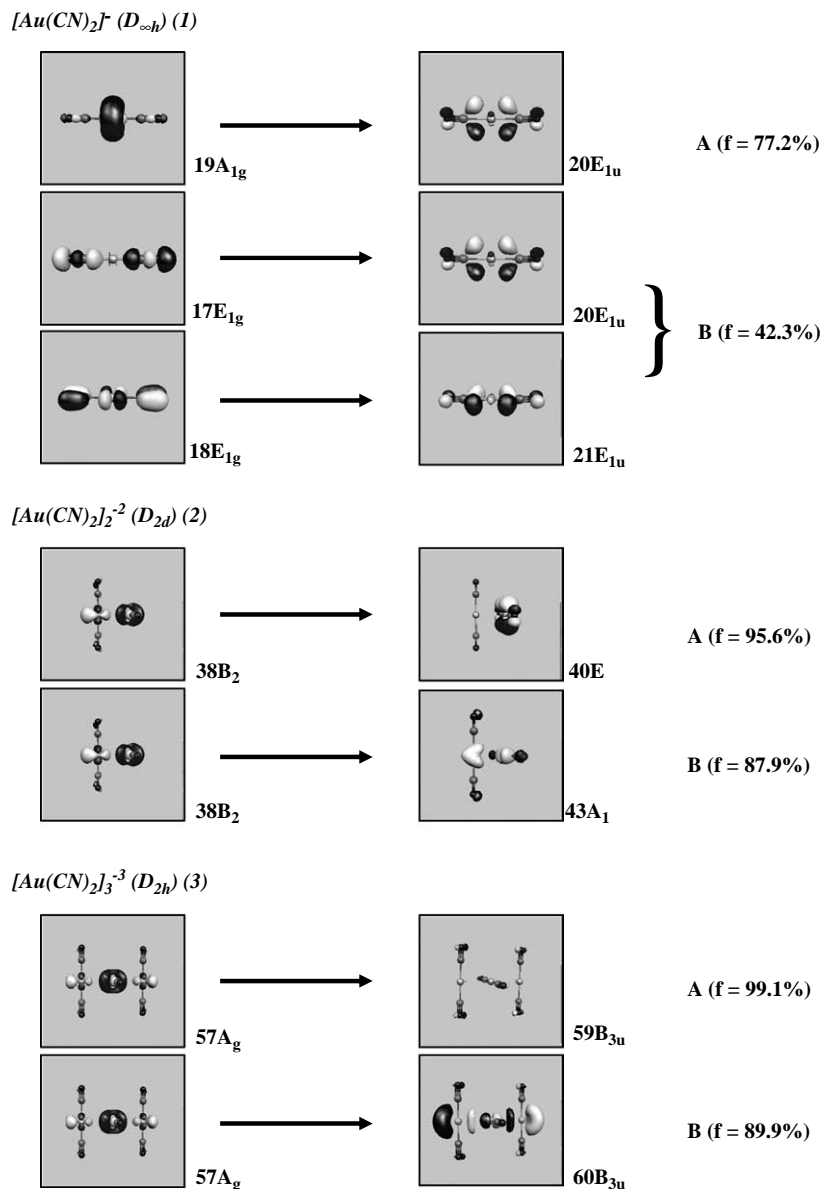 [Au(CN)₂]⁻ (D∞h) (1)
19A₁g 20E₁u A (f = 77.2%)
17E₁g 20E₁u
} B (f = 42.3%)
18E₁g 21E₁u
[Au(CN)₂]₂⁻² (D₂d) (2)
38B₂ 40E A (f = 95.6%)
38B₂ 43A₁ B (f = 87.9%)
[Au(CN)₂]₃⁻³ (D₂h) (3)
57Ag 59B₃u A (f = 99.1%)
57Ag 60B₃u B (f = 89.9%)